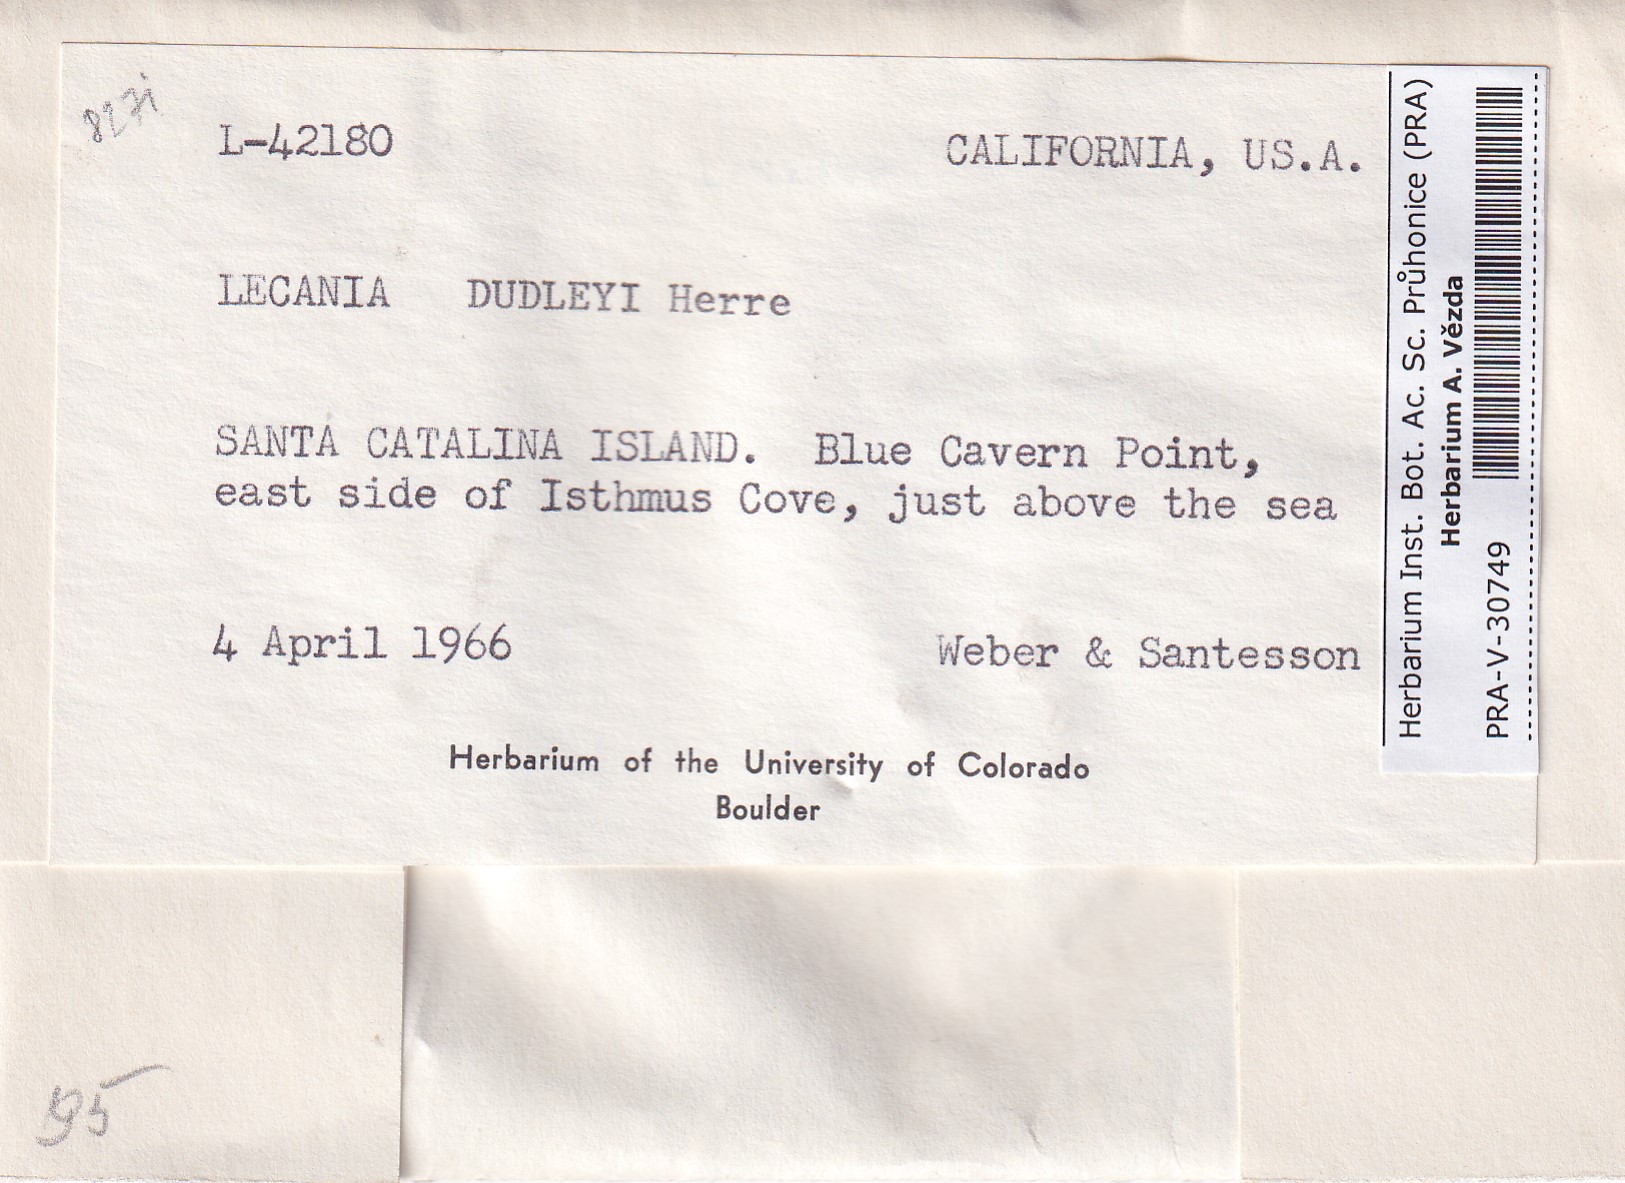 L-42180
CALIFORNIA, US.A.
LECANIA DUDLEYI Herre
SANTA CATALINA ISLAND. Blue Cavern Point,
east side of Isthmus Cove, just above the sea
4 April 1966
Weber & Santesson
Herbarium of the University of Colorado
Boulder
Herbarium Inst. Bot. Ac. Sc. Průhonice (PRA)
Herbarium A. Vězda
PRA-V-30749